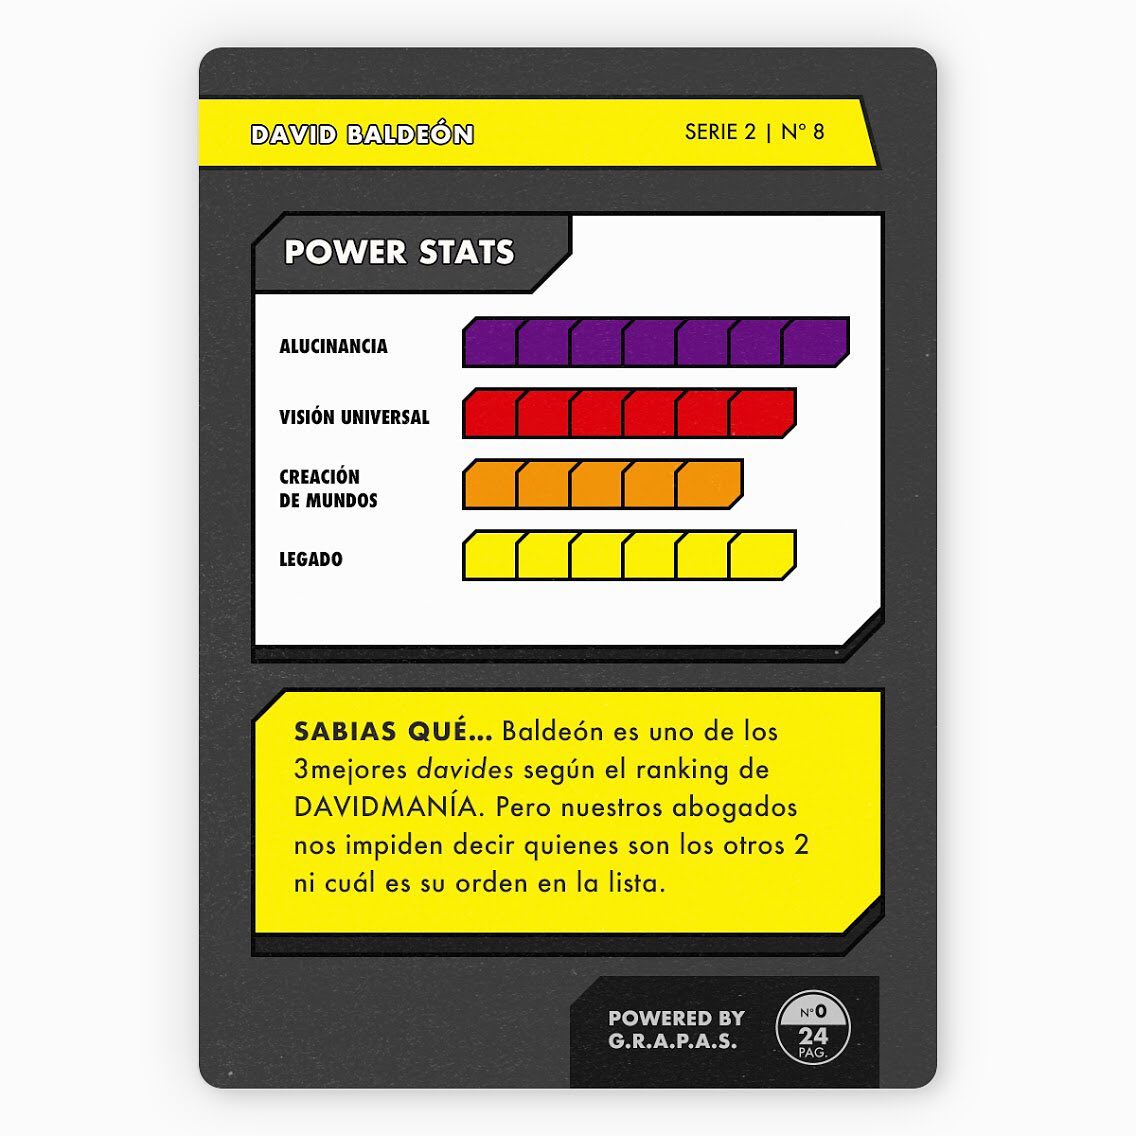 DAVID BALDEÓN
SERIE 2 | Nº 8
POWER STATS
ALUCINANCIA
VISIÓN UNIVERSAL
CREACIÓN
DE MUNDOS
LEGADO
SABIAS QUÉ... Baldeón es uno de los
3mejores davides según el ranking de
DAVIDMANÍA. Pero nuestros abogados
nos impiden decir quienes son los otros 2
ni cuál es su orden en la lista.
POWERED BY
G.R.A.P.A.S.
Nº0
24
PAG.